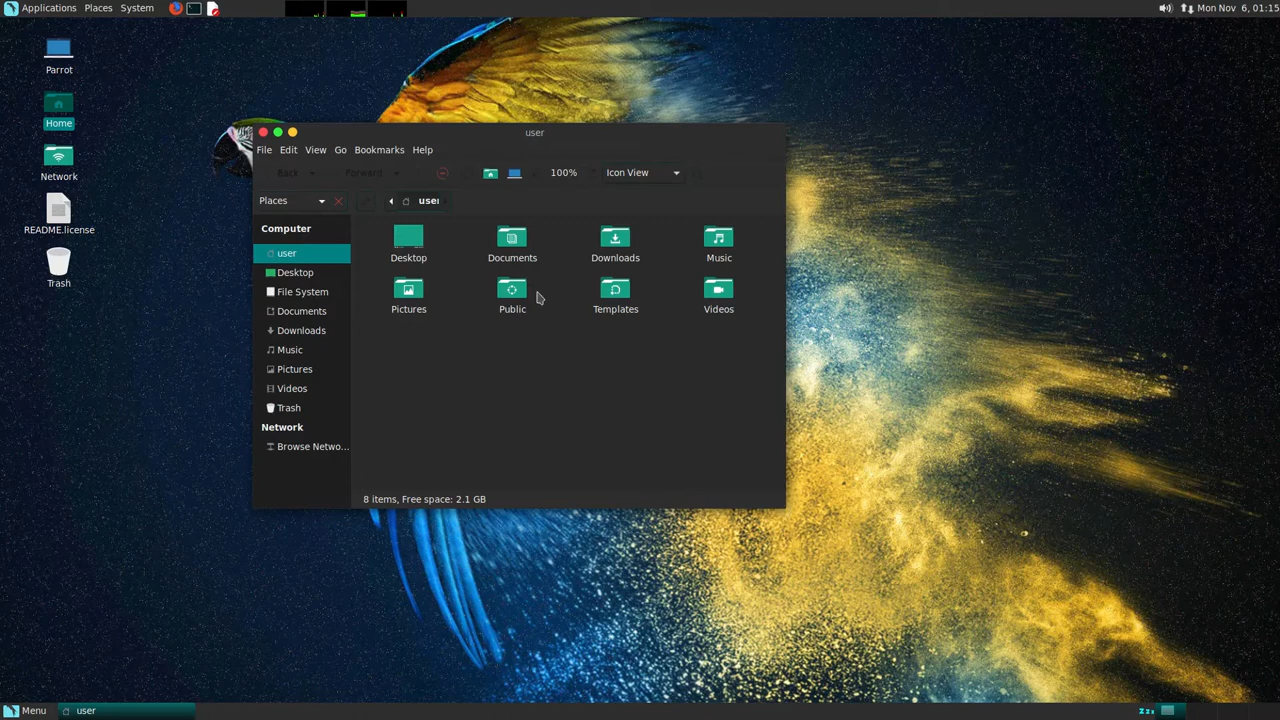 Applications Places System
Mon Nov 6, 01:15
Parrot
Home
Network
README.license
Trash
user
File Edit View Go Bookmarks Help
Back Forward 100% Icon View
Places user
Computer
user
Desktop
File System
Documents
Downloads
Music
Pictures
Videos
Trash
Network
Browse Netwo...
Desktop Documents Downloads Music
Pictures Public Templates Videos
8 items, Free space: 2.1 GB
Menu user
zzz